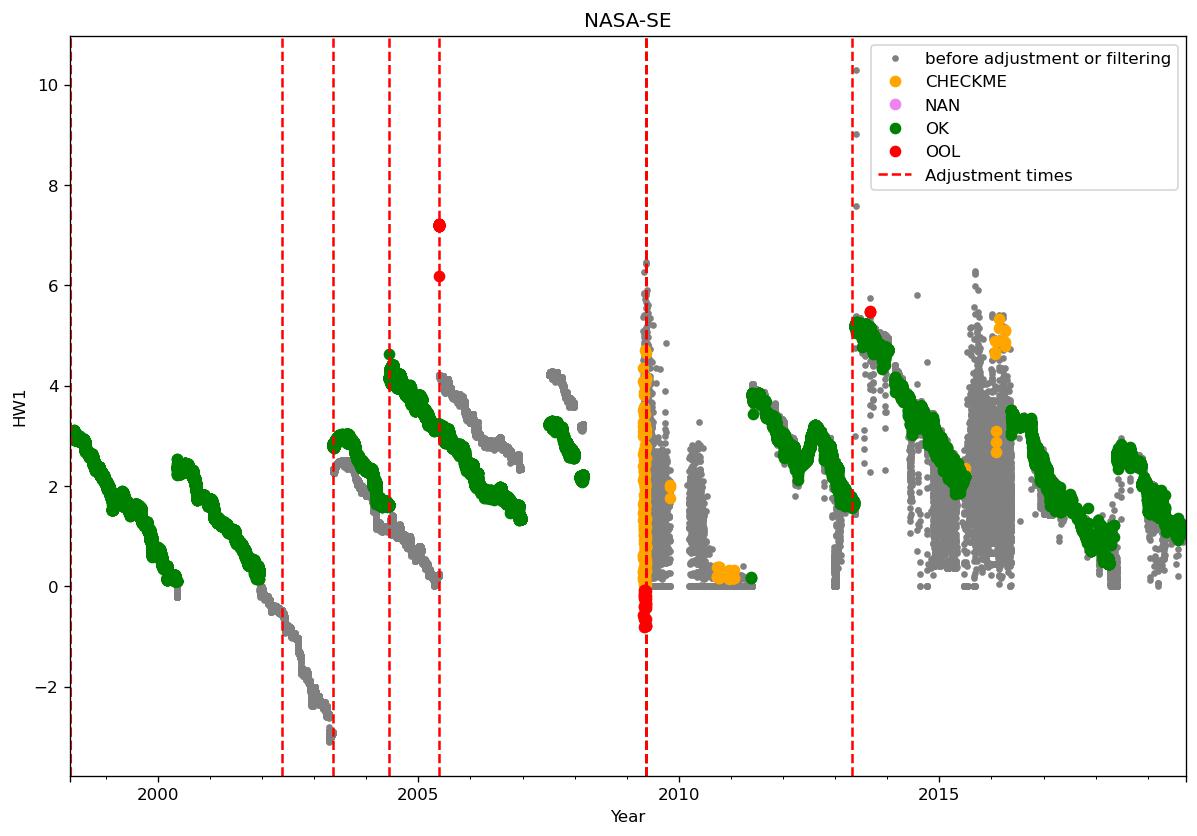 NASA-SE
before adjustment or filtering
CHECKME
NAN
OK
OOL
Adjustment times
10
8
6
4
2
0
−2
HW1
2000
2005
2010
2015
Year